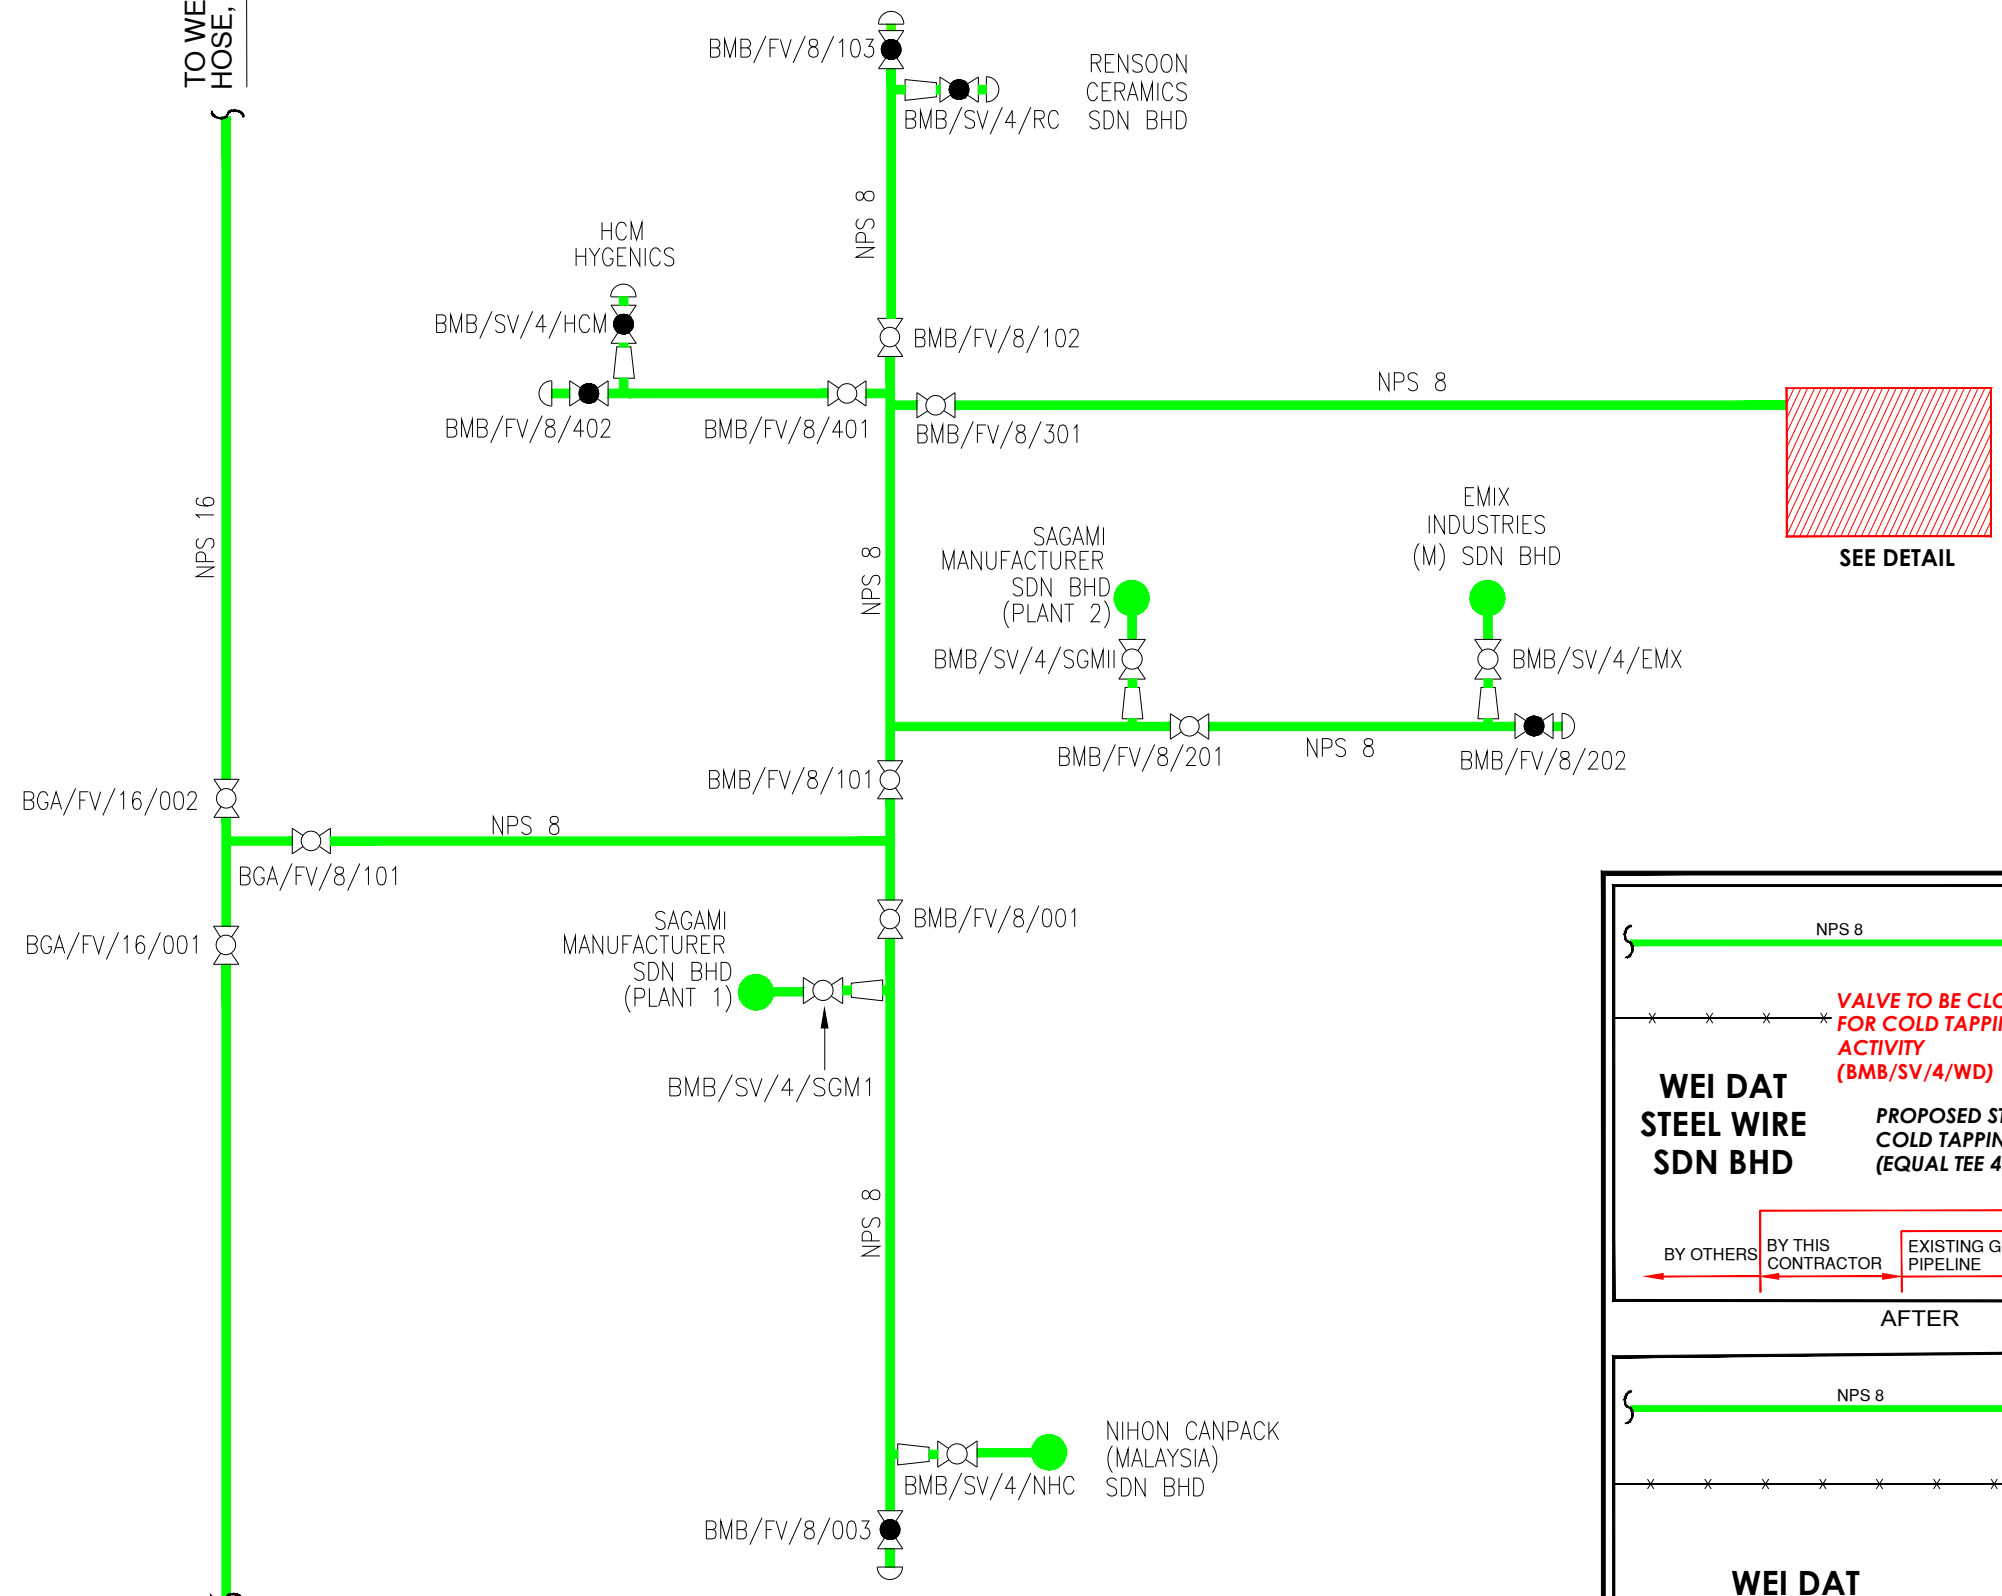 TO WE
HOSE,
BMB/FV/8/103
RENSOON
CERAMICS
SDN BHD
BMB/SV/4/RC
NPS 8
HCM
HYGENICS
BMB/SV/4/HCM
BMB/FV/8/102
NPS 8
BMB/FV/8/402
BMB/FV/8/401
BMB/FV/8/301
SEE DETAIL
NPS 16
NPS 8
SAGAMI
MANUFACTURER
SDN BHD
(PLANT 2)
EMIX
INDUSTRIES
(M) SDN BHD
BMB/SV/4/SGMII
BMB/SV/4/EMX
BMB/FV/8/201
NPS 8
BMB/FV/8/202
BMB/FV/8/101
BGA/FV/16/002
NPS 8
BGA/FV/8/101
BGA/FV/16/001
BMB/FV/8/001
SAGAMI
MANUFACTURER
SDN BHD
(PLANT 1)
BMB/SV/4/SGM1
NPS 8
NIHON CANPACK
(MALAYSIA)
SDN BHD
BMB/SV/4/NHC
BMB/FV/8/003
NPS 8
VALVE TO BE CLO
FOR COLD TAPPI
ACTIVITY
(BMB/SV/4/WD)
WEI DAT
STEEL WIRE
SDN BHD
PROPOSED ST
COLD TAPPIN
(EQUAL TEE 4
BY OTHERS
BY THIS
CONTRACTOR
EXISTING G
PIPELINE
AFTER
NPS 8
WEI DAT